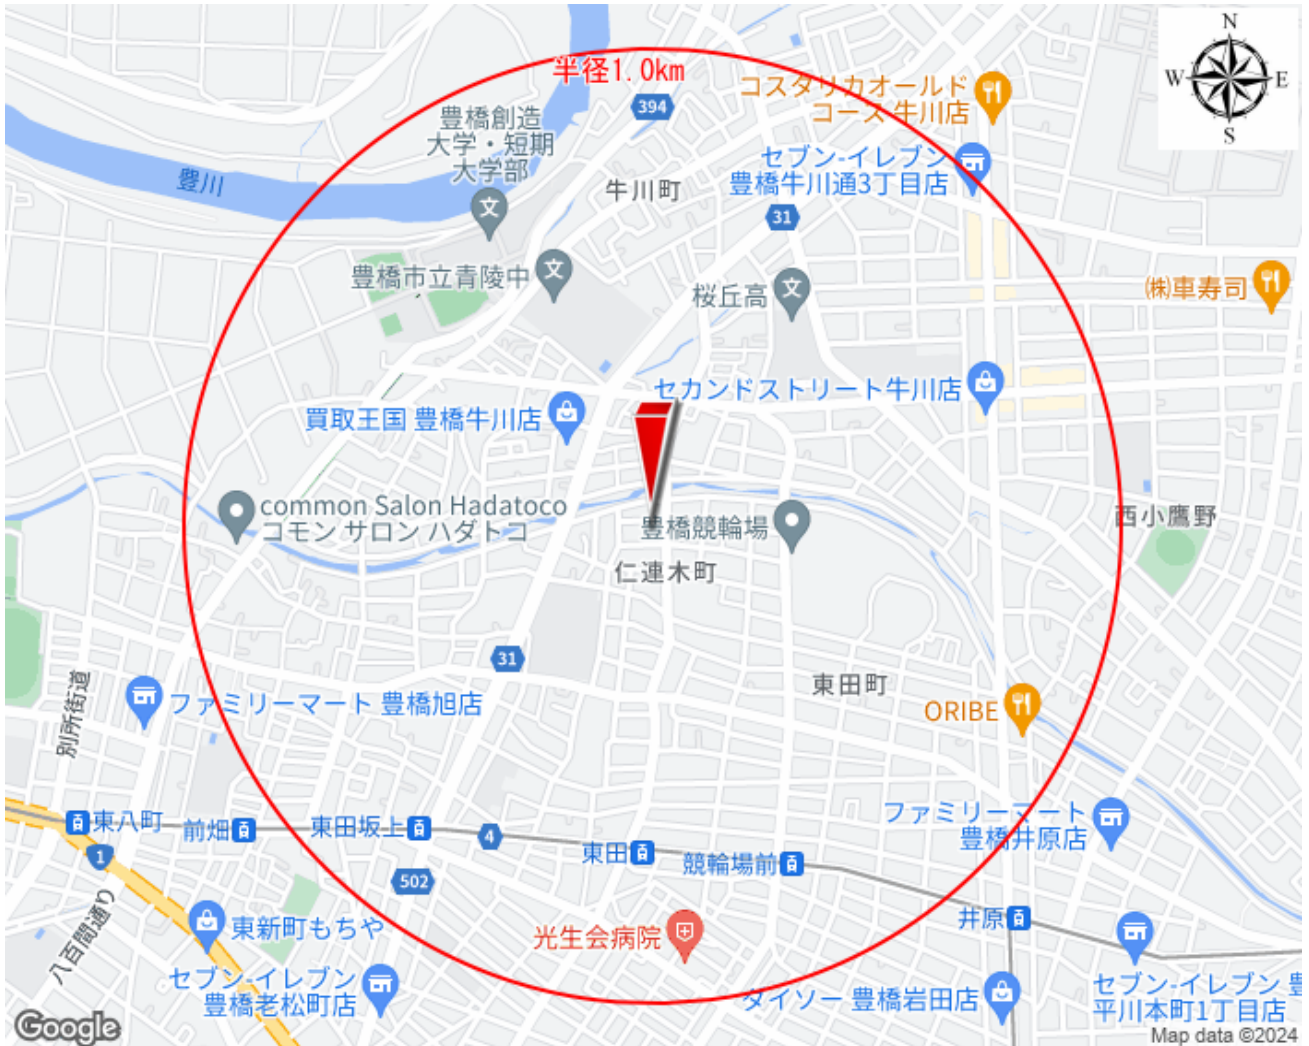 N
W
E
S
半径1.0km
394
コスタリカオールド
コース 牛川店
豊橋創造
大学・短期
大学部
セブン-イレブン
豊橋牛川通3丁目店
豊川
牛川町
31
豊橋市立青陵中
桜丘高
㈱車寿司
セカンドストリート牛川店
買取王国 豊橋牛川店
common Salon Hadatoco
コモン サロン ハダトコ
豊橋競輪場
西小鷹野
仁連木町
31
東田町
別所街道
ファミリーマート 豊橋旭店
ORIBE
東八町
前畑
東田坂上
4
東田
競輪場前
ファミリーマート
豊橋井原店
1
502
八百間通り
東新町もちや
光生会病院
井原
セブン-イレブン
豊橋老松町店
ダイソー 豊橋岩田店
セブン-イレブン 豊
平川本町1丁目店
Google
Map data ©2024